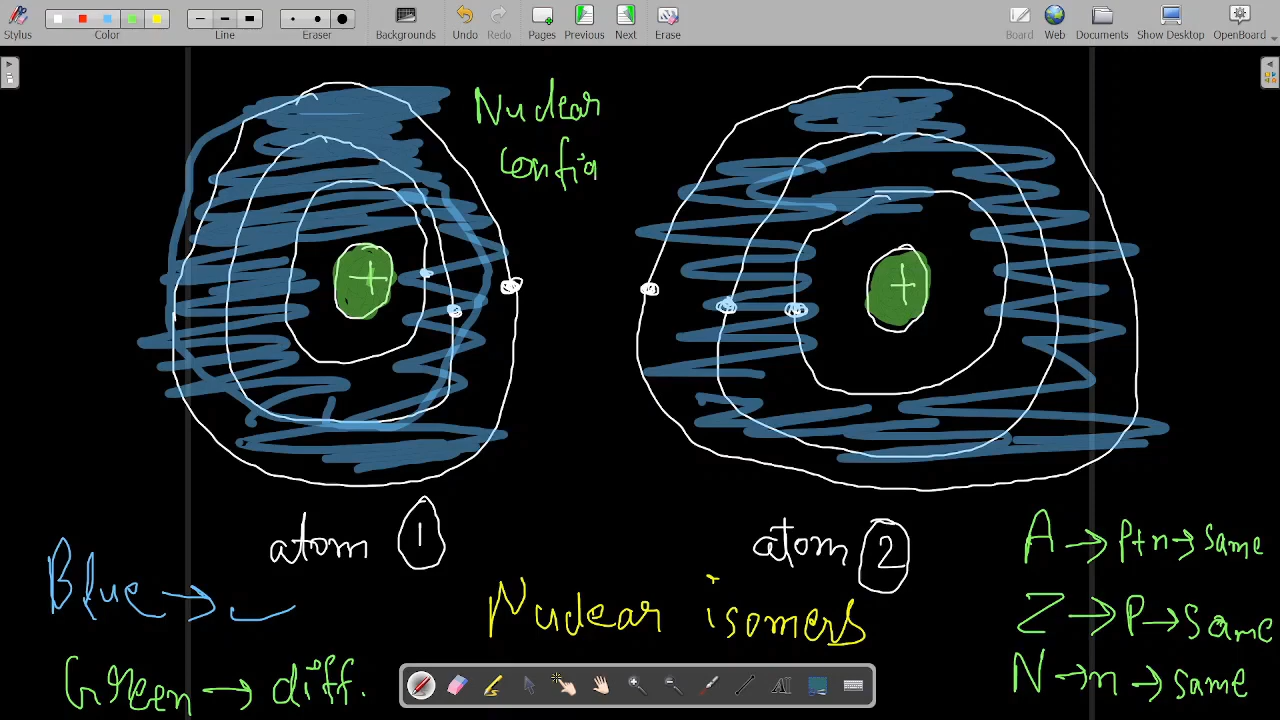 Stylus
Color
Line
Eraser
Backgrounds
Undo
Redo
Pages
Previous
Next
Erase
Board
Web
Documents
Show Desktop
OpenBoard
Nuclear
config
+
+
atom 1
atom 2
A → P+n → same
Z → P → same
N → n → same
Blue →
Nuclear isomers
Green → diff.